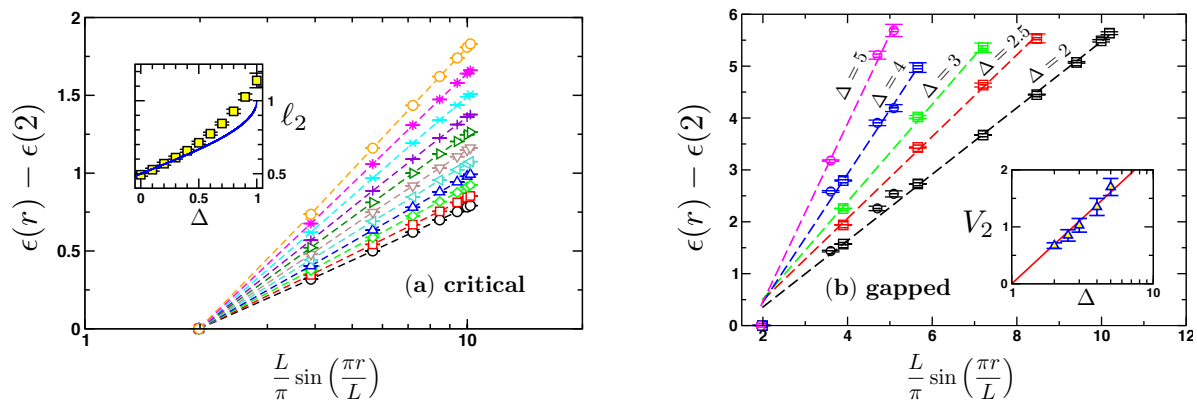 ϵ(r) − ϵ(2)
2
1.5
1
0.5
0
1
10
L/π sin (πr/L)
(a) critical
ℓ₂
1
0.5
0
0.5
1
Δ
ϵ(r) − ϵ(2)
6
5
4
3
2
1
0
2
4
6
8
10
12
L/π sin (πr/L)
(b) gapped
Δ = 5
Δ = 4
Δ = 3
Δ = 2.5
Δ = 2
V₂
2
1
0
1
10
Δ